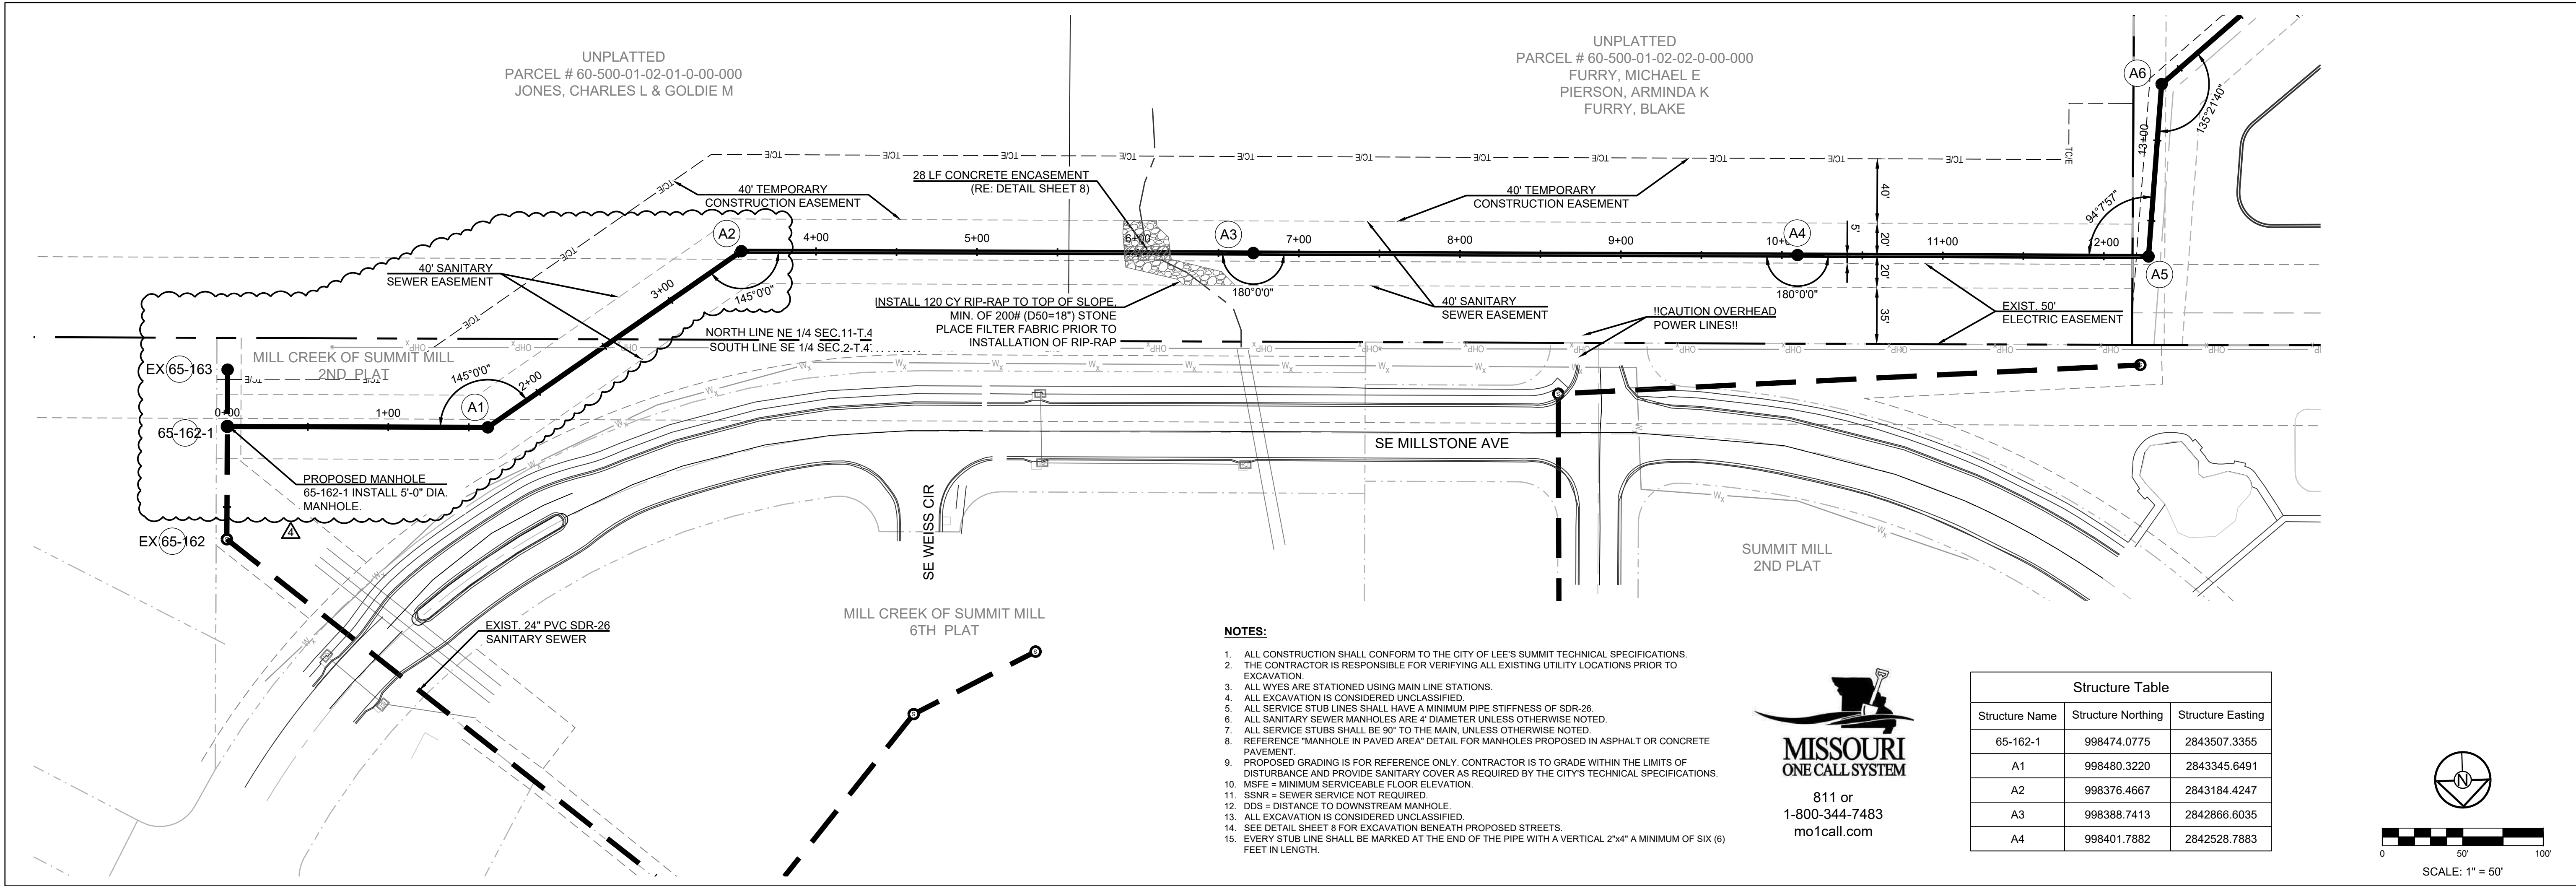 UNPLATTED
PARCEL # 60-500-01-02-01-0-00-000
JONES, CHARLES L & GOLDIE M
UNPLATTED
PARCEL # 60-500-01-02-02-0-00-000
FURRY, MICHAEL E
PIERSON, ARMINDA K
FURRY, BLAKE
A6
135°21'40"
13+00
94°7'57"
TC/E
TC/E
TC/E
TC/E
TC/E
TC/E
TC/E
TC/E
TC/E
TC/E
TC/E
TC/E
TC/E
TC/E
28 LF CONCRETE ENCASEMENT
(RE: DETAIL SHEET 8)
40' TEMPORARY
CONSTRUCTION EASEMENT
40' TEMPORARY
CONSTRUCTION EASEMENT
40'
20'
5'
20'
35'
A2
4+00
5+00
6+00
A3
7+00
8+00
9+00
A4
11+00
12+00
A5
40' SANITARY
SEWER EASEMENT
3+00
145°0'0"
180°0'0"
180°0'0"
INSTALL 120 CY RIP-RAP TO TOP OF SLOPE,
MIN. OF 200# (D50=18") STONE
PLACE FILTER FABRIC PRIOR TO
INSTALLATION OF RIP-RAP
40' SANITARY
SEWER EASEMENT
!!CAUTION OVERHEAD
POWER LINES!!
EXIST. 50'
ELECTRIC EASEMENT
NORTH LINE NE 1/4 SEC.11-T.4
SOUTH LINE SE 1/4 SEC.2-T.4
MILL CREEK OF SUMMIT MILL
2ND PLAT
EX 65-163
145°0'0"
2+00
0+00
1+00
A1
65-162-1
PROPOSED MANHOLE
65-162-1 INSTALL 5'-0" DIA.
MANHOLE.
4
EX 65-162
SE MILLSTONE AVE
SE WEISS CIR
SUMMIT MILL
2ND PLAT
MILL CREEK OF SUMMIT MILL
6TH PLAT
EXIST. 24" PVC SDR-26
SANITARY SEWER
NOTES:
1. ALL CONSTRUCTION SHALL CONFORM TO THE CITY OF LEE'S SUMMIT TECHNICAL SPECIFICATIONS.
2. THE CONTRACTOR IS RESPONSIBLE FOR VERIFYING ALL EXISTING UTILITY LOCATIONS PRIOR TO
EXCAVATION.
3. ALL WYES ARE STATIONED USING MAIN LINE STATIONS.
4. ALL EXCAVATION IS CONSIDERED UNCLASSIFIED.
5. ALL SERVICE STUB LINES SHALL HAVE A MINIMUM PIPE STIFFNESS OF SDR-26.
6. ALL SANITARY SEWER MANHOLES ARE 4' DIAMETER UNLESS OTHERWISE NOTED.
7. ALL SERVICE STUBS SHALL BE 90° TO THE MAIN, UNLESS OTHERWISE NOTED.
8. REFERENCE "MANHOLE IN PAVED AREA" DETAIL FOR MANHOLES PROPOSED IN ASPHALT OR CONCRETE
PAVEMENT.
9. PROPOSED GRADING IS FOR REFERENCE ONLY. CONTRACTOR IS TO GRADE WITHIN THE LIMITS OF
DISTURBANCE AND PROVIDE SANITARY COVER AS REQUIRED BY THE CITY'S TECHNICAL SPECIFICATIONS.
10. MSFE = MINIMUM SERVICEABLE FLOOR ELEVATION.
11. SSNR = SEWER SERVICE NOT REQUIRED.
12. DDS = DISTANCE TO DOWNSTREAM MANHOLE.
13. ALL EXCAVATION IS CONSIDERED UNCLASSIFIED.
14. SEE DETAIL SHEET 8 FOR EXCAVATION BENEATH PROPOSED STREETS.
15. EVERY STUB LINE SHALL BE MARKED AT THE END OF THE PIPE WITH A VERTICAL 2"x4" A MINIMUM OF SIX (6)
FEET IN LENGTH.
MISSOURI
ONE CALL SYSTEM
811 or
1-800-344-7483
mo1call.com
Structure Table
Structure Name Structure Northing Structure Easting
65-162-1 998474.0775 2843507.3355
A1 998480.3220 2843345.6491
A2 998376.4667 2843184.4247
A3 998388.7413 2842866.6035
A4 998401.7882 2842528.7883
N
0 50' 100'
SCALE: 1" = 50'